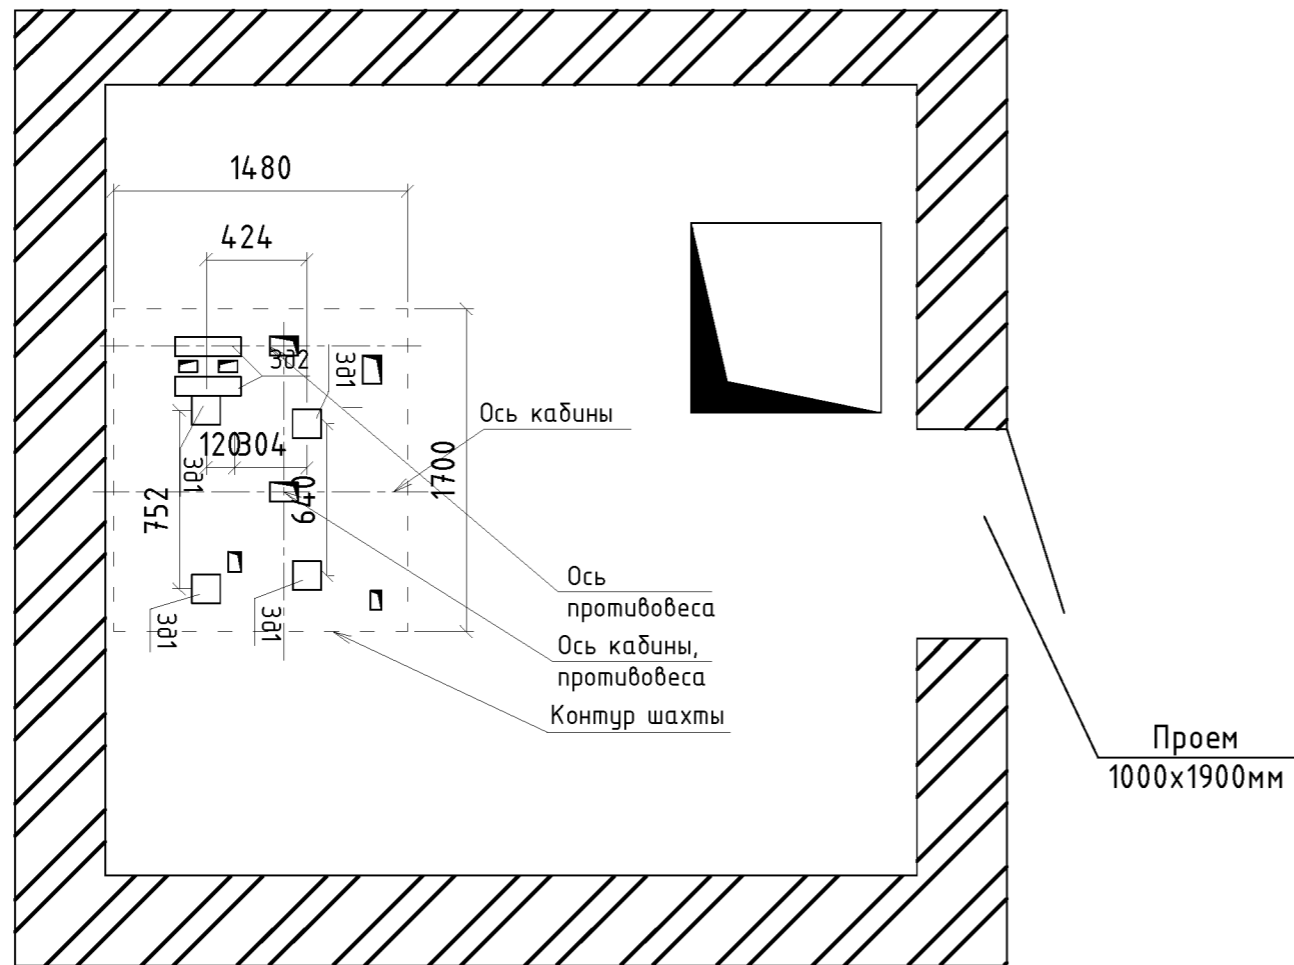 1480
424
3д2
3д1
Ось кабины
120
304
1700
3д1
752
640
Ось
противовеса
3д1
3д1
Ось кабины,
противовеса
Контур шахты
Проем
1000х1900мм